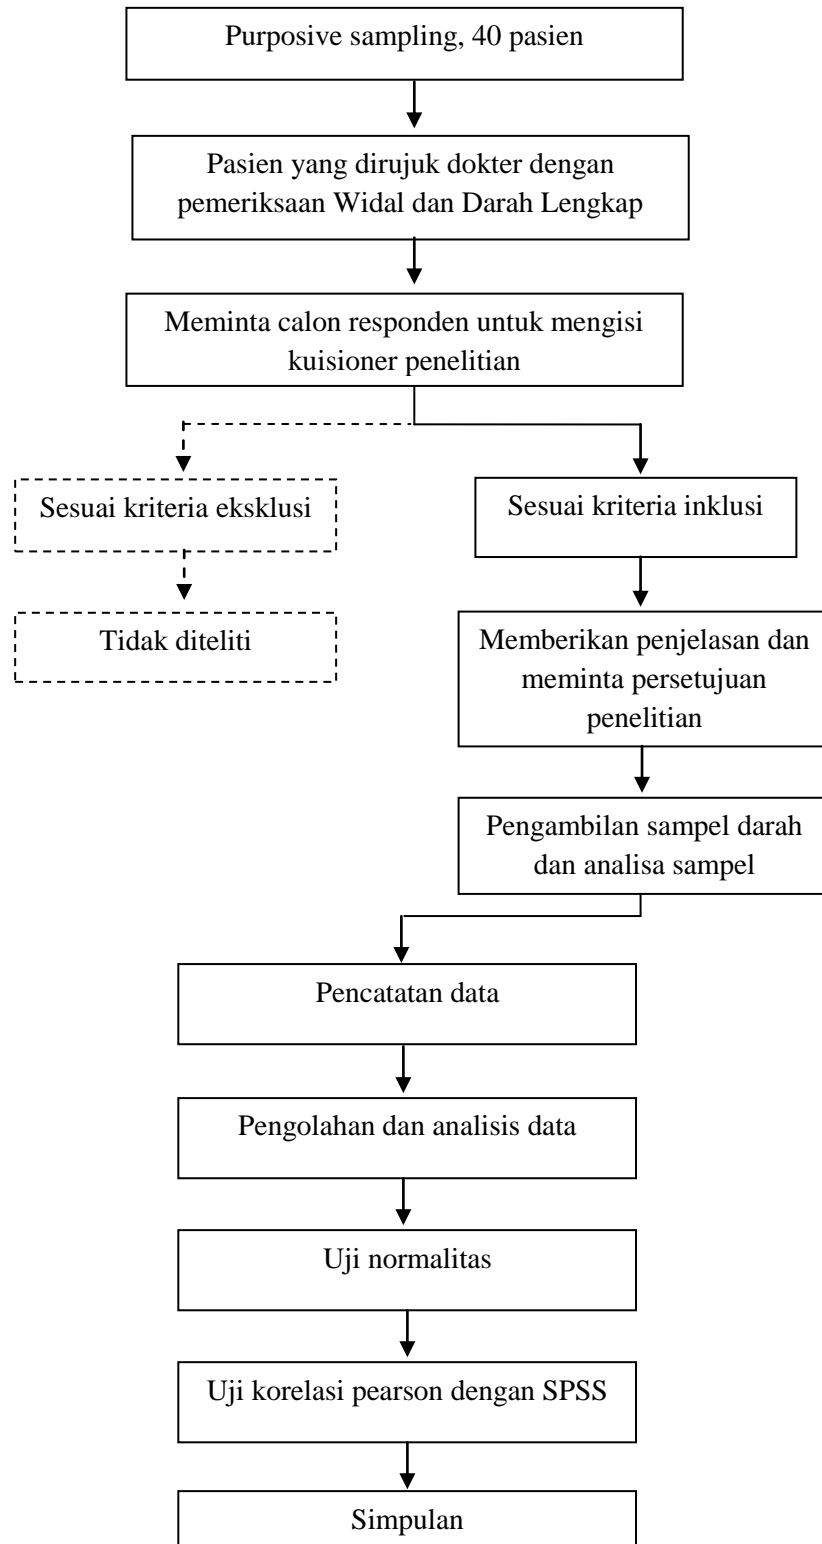 Purposive sampling, 40 pasien
Pasien yang dirujuk dokter dengan
pemeriksaan Widal dan Darah Lengkap
Meminta calon responden untuk mengisi
kuisioner penelitian
Sesuai kriteria eksklusi
Sesuai kriteria inklusi
Tidak diteliti
Memberikan penjelasan dan
meminta persetujuan
penelitian
Pengambilan sampel darah
dan analisa sampel
Pencatatan data
Pengolahan dan analisis data
Uji normalitas
Uji korelasi pearson dengan SPSS
Simpulan